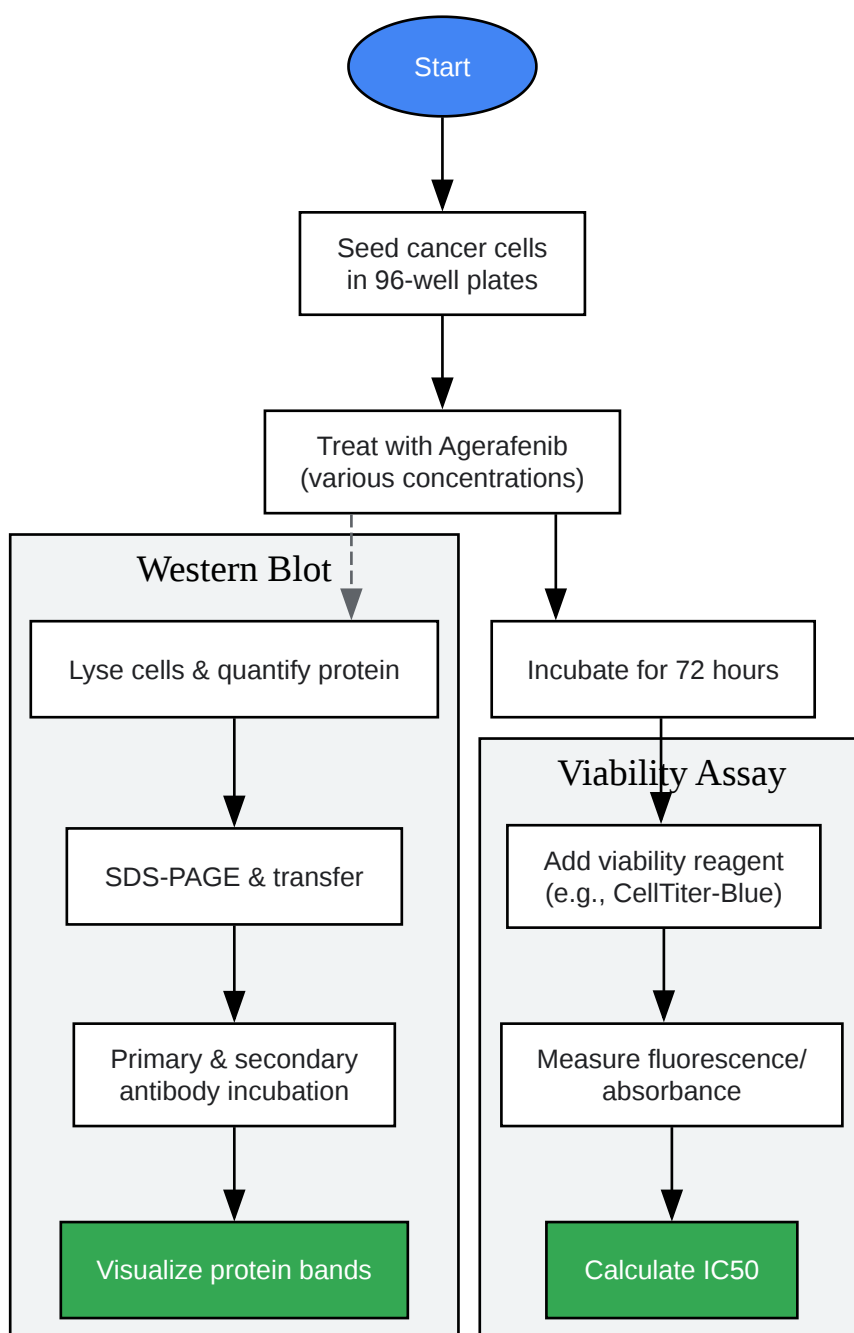 Start
Seed cancer cells
in 96-well plates
Treat with Agerafenib
(various concentrations)
Western Blot
Lyse cells & quantify protein
SDS-PAGE & transfer
Primary & secondary
antibody incubation
Visualize protein bands
Incubate for 72 hours
Viability Assay
Add viability reagent
(e.g., CellTiter-Blue)
Measure fluorescence/
absorbance
Calculate IC50